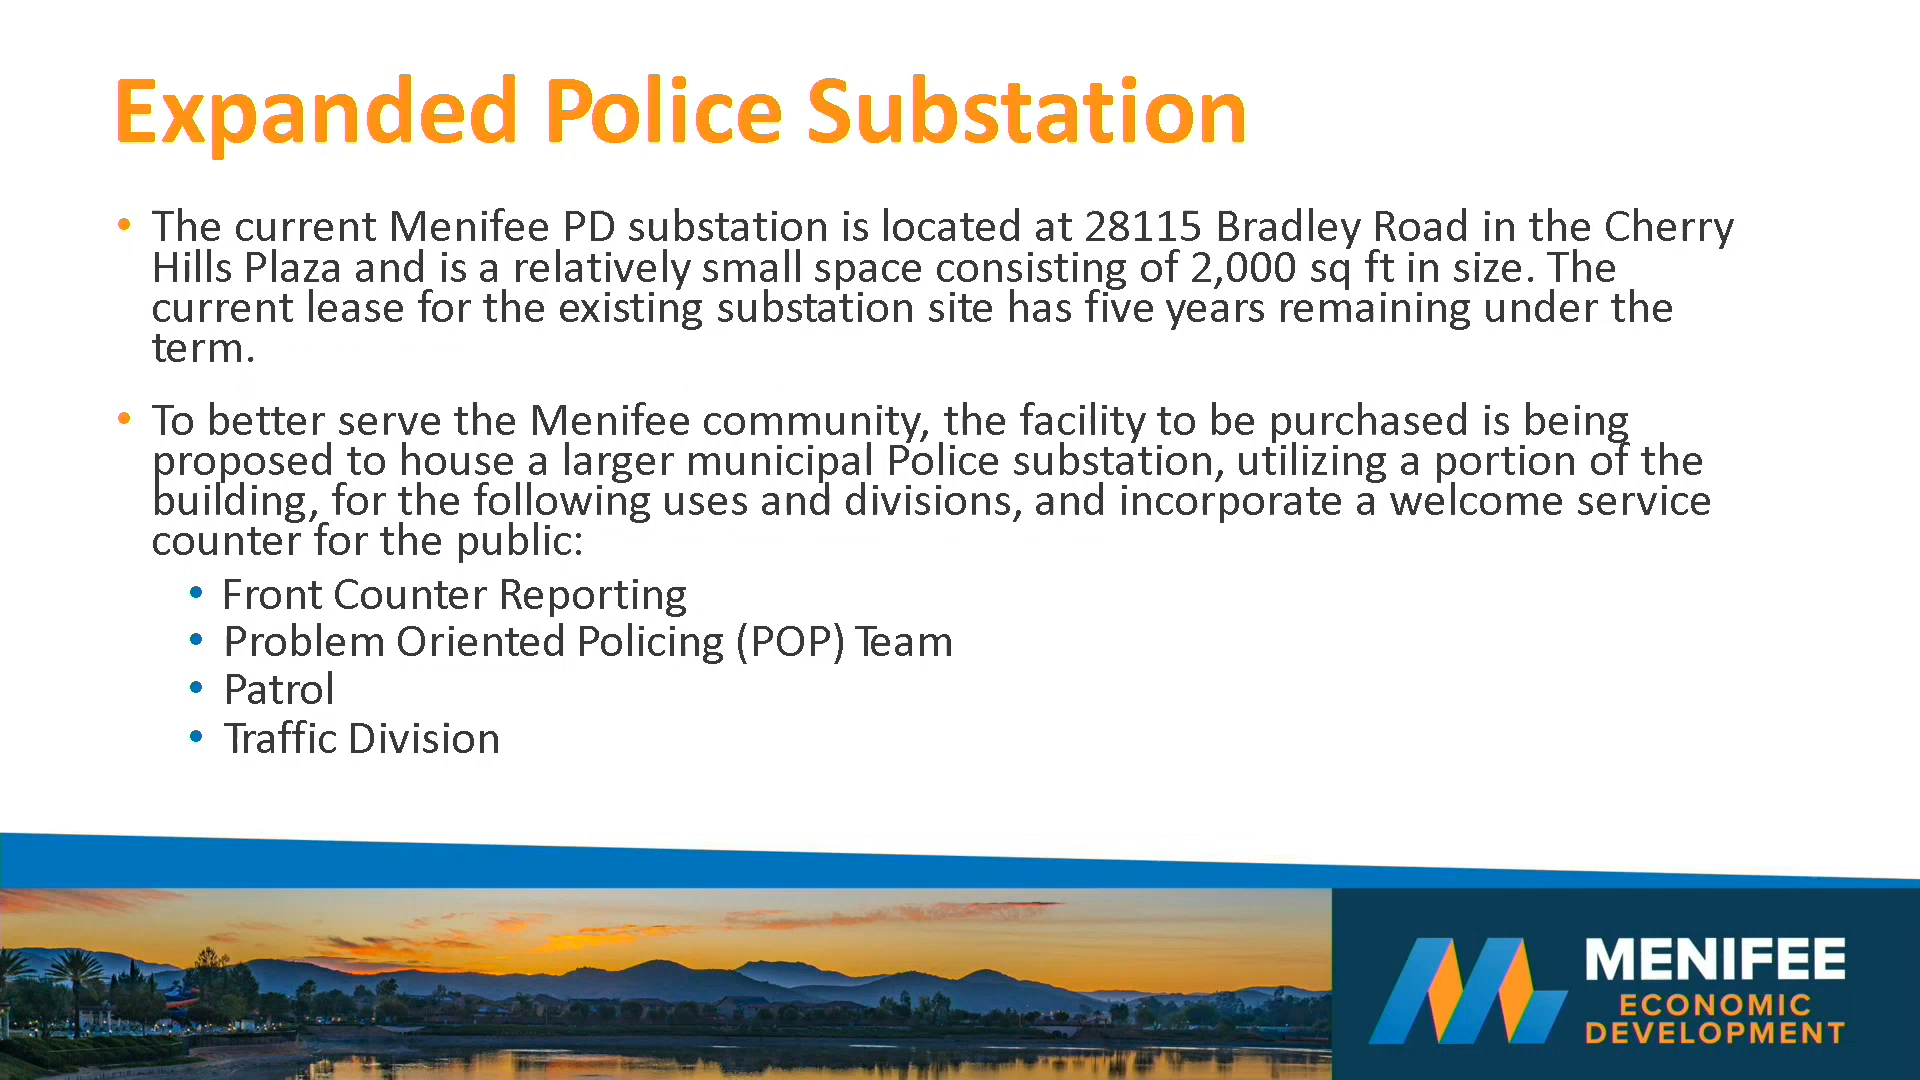 Expanded Police Substation
• The current Menifee PD substation is located at 28115 Bradley Road in the Cherry
Hills Plaza and is a relatively small space consisting of 2,000 sq ft in size. The
current lease for the existing substation site has five years remaining under the
term.
• To better serve the Menifee community, the facility to be purchased is being
proposed to house a larger municipal Police substation, utilizing a portion of the
building, for the following uses and divisions, and incorporate a welcome service
counter for the public:
• Front Counter Reporting
• Problem Oriented Policing (POP) Team
• Patrol
• Traffic Division
MENIFEE
ECONOMIC
DEVELOPMENT